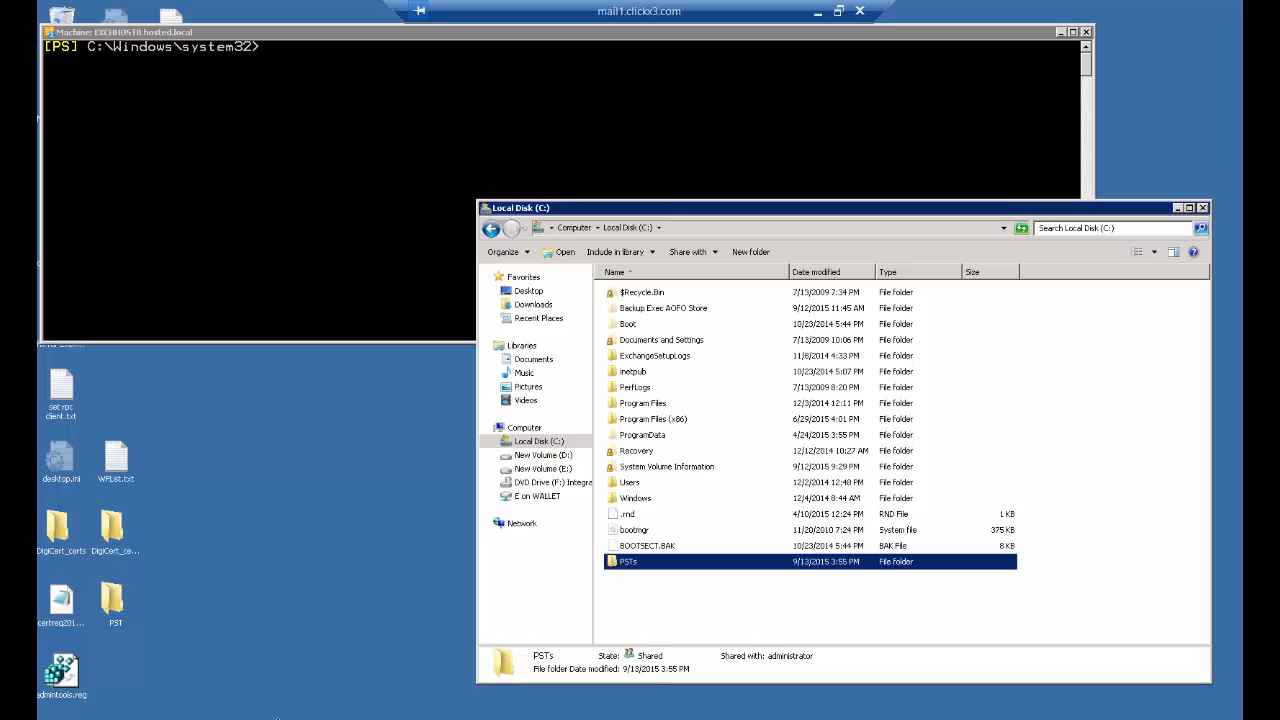 mail1.clickx3.com
Machine: EXCHHOST8.hosted.local
[PS] C:\Windows\system32>
Local Disk (C:)
Computer Local Disk (C:)
Search Local Disk (C:)
Organize Open Include in library Share with New folder
Name Date modified Type Size
Favorites
Desktop
Downloads
Recent Places
Libraries
Documents
Music
Pictures
Videos
Computer
Local Disk (C:)
New Volume (D:)
New Volume (E:)
DVD Drive (F:) Integra
E on WALLET
Network
$Recycle.Bin 7/13/2009 7:34 PM File folder
Backup Exec AOFO Store 9/12/2015 11:45 AM File folder
Boot 10/23/2014 5:44 PM File folder
Documents and Settings 7/13/2009 10:06 PM File folder
ExchangeSetupLogs 11/8/2014 4:33 PM File folder
inetpub 10/23/2014 5:07 PM File folder
PerfLogs 7/13/2009 8:20 PM File folder
Program Files 12/3/2014 12:11 PM File folder
Program Files (x86) 6/29/2015 4:01 PM File folder
ProgramData 4/24/2015 3:55 PM File folder
Recovery 12/12/2014 10:27 AM File folder
System Volume Information 9/12/2015 9:29 PM File folder
Users 12/2/2014 12:48 PM File folder
Windows 12/4/2014 8:44 AM File folder
.rnd 4/10/2015 12:24 PM RND File 1 KB
bootmgr 11/20/2010 7:24 PM System file 375 KB
BOOTSECT.BAK 10/23/2014 5:44 PM BAK File 8 KB
PSTs 9/13/2015 3:55 PM File folder
PSTs State: Shared Shared with: administrator
File folder Date modified: 9/13/2015 3:55 PM
set rpc
client.txt
desktop.ini
WFList.txt
DigiCert_certs
DigiCert_ce...
certreq201...
PST
admintools.reg